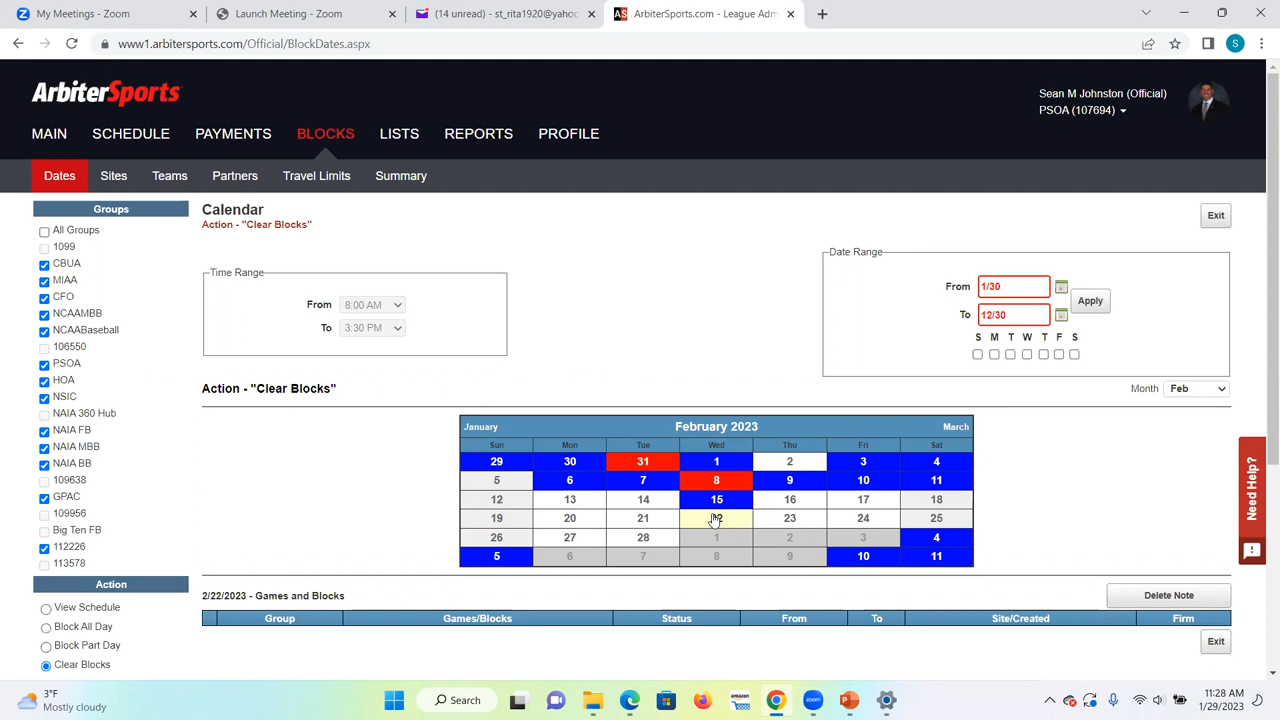 My Meetings - Zoom
Launch Meeting - Zoom
(14 unread) - st_rita1920@yahoo
ArbiterSports.com - League Adm
www1.arbitersports.com/Official/BlockDates.aspx
S
ArbiterSports
Sean M Johnston (Official)
PSOA (107694)
MAIN SCHEDULE PAYMENTS BLOCKS LISTS REPORTS PROFILE
Dates Sites Teams Partners Travel Limits Summary
Groups
All Groups
1099
CBUA
MIAA
CFO
NCAAMBB
NCAABaseball
106550
PSOA
HOA
NSIC
NAIA 360 Hub
NAIA FB
NAIA MBB
NAIA BB
109638
GPAC
109956
Big Ten FB
112226
113578
Action
View Schedule
Block All Day
Block Part Day
Clear Blocks
Calendar
Action - "Clear Blocks"
Exit
Time Range
From 8:00 AM
To 3:30 PM
Date Range
From 1/30
To 12/30
Apply
S M T W T F S
Action - "Clear Blocks"
Month Feb
January February 2023 March
Sun Mon Tue Wed Thu Fri Sat
29 30 31 1 2 3 4
5 6 7 8 9 10 11
12 13 14 15 16 17 18
19 20 21 22 23 24 25
26 27 28 1 2 3 4
5 6 7 8 9 10 11
2/22/2023 - Games and Blocks
Delete Note
Group Games/Blocks Status From To Site/Created Firm
Exit
Need Help?
3°F
Mostly cloudy
Search
amazon
zoom
11:28 AM
1/29/2023